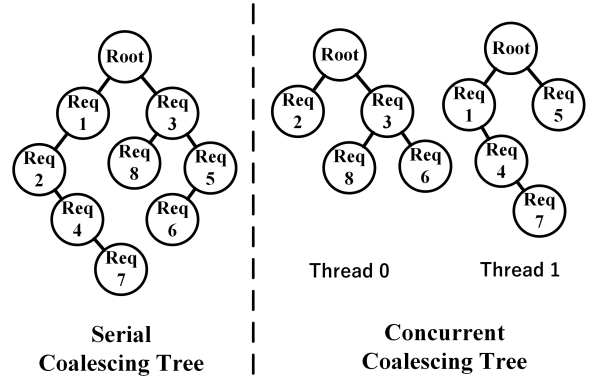 Root
Req
1
Req
3
Req
2
Req
8
Req
5
Req
4
Req
6
Req
7
Serial
Coalescing Tree
Root
Req
2
Req
3
Req
8
Req
6
Thread 0
Root
Req
1
Req
5
Req
4
Req
7
Thread 1
Concurrent
Coalescing Tree